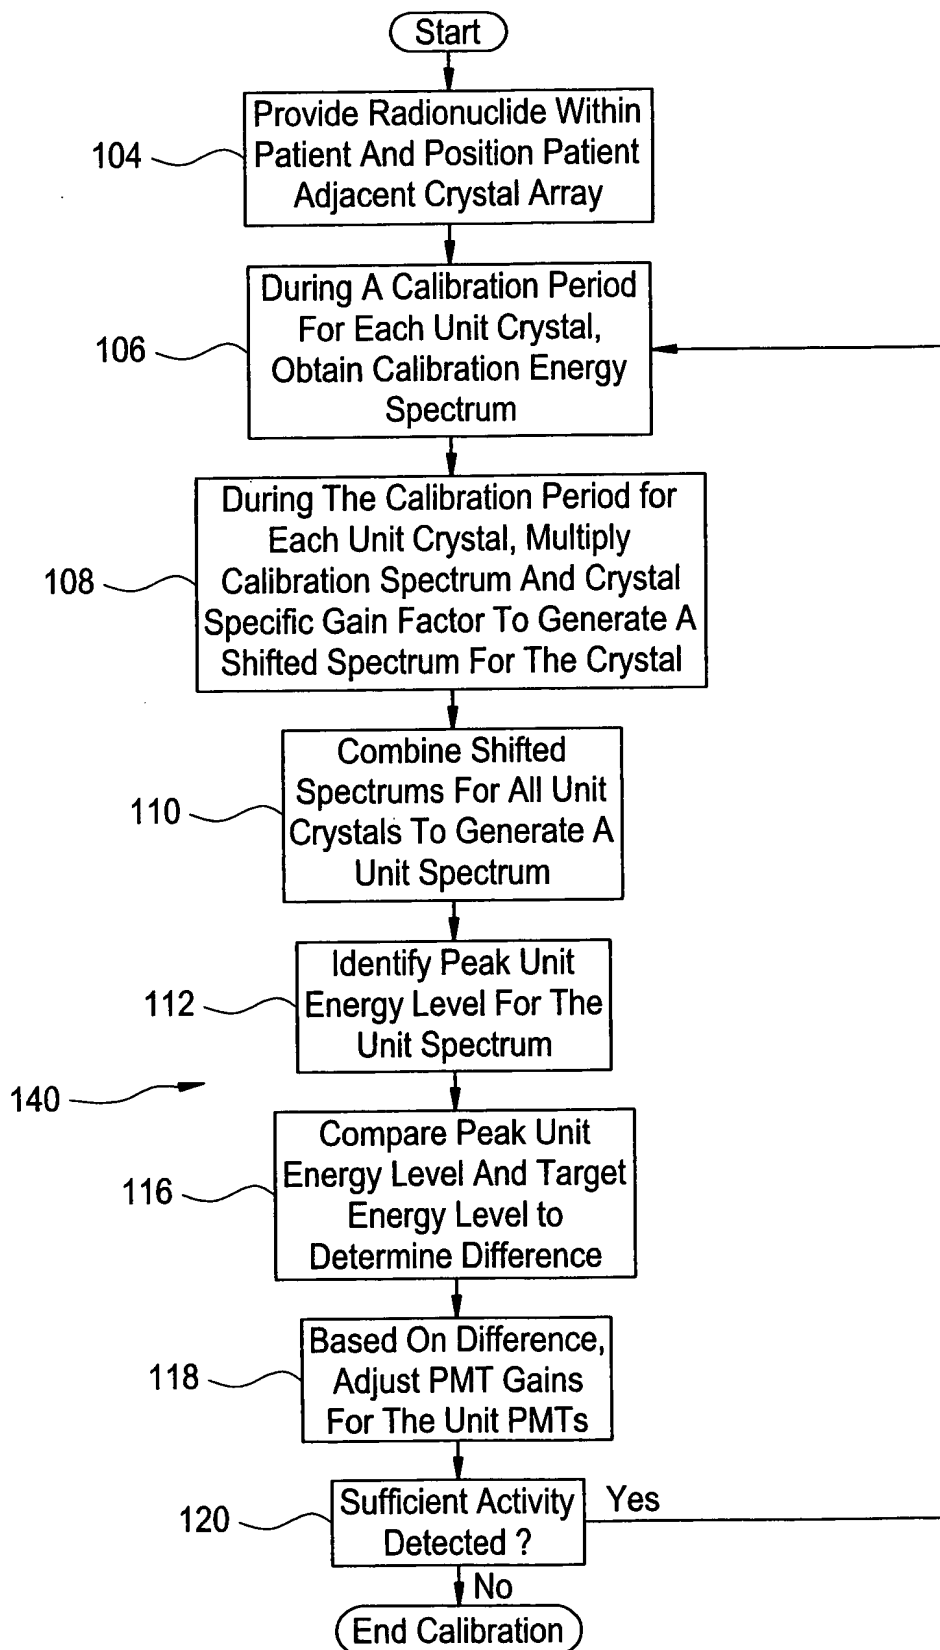 Start
104
Provide Radionuclide Within
Patient And Position Patient
Adjacent Crystal Array
106
During A Calibration Period
For Each Unit Crystal,
Obtain Calibration Energy
Spectrum
108
During The Calibration Period for
Each Unit Crystal, Multiply
Calibration Spectrum And Crystal
Specific Gain Factor To Generate A
Shifted Spectrum For The Crystal
110
Combine Shifted
Spectrums For All Unit
Crystals To Generate A
Unit Spectrum
112
Identify Peak Unit
Energy Level For The
Unit Spectrum
140
116
Compare Peak Unit
Energy Level And Target
Energy Level to
Determine Difference
118
Based On Difference,
Adjust PMT Gains
For The Unit PMTs
120
Sufficient Activity
Detected ?
Yes
No
End Calibration